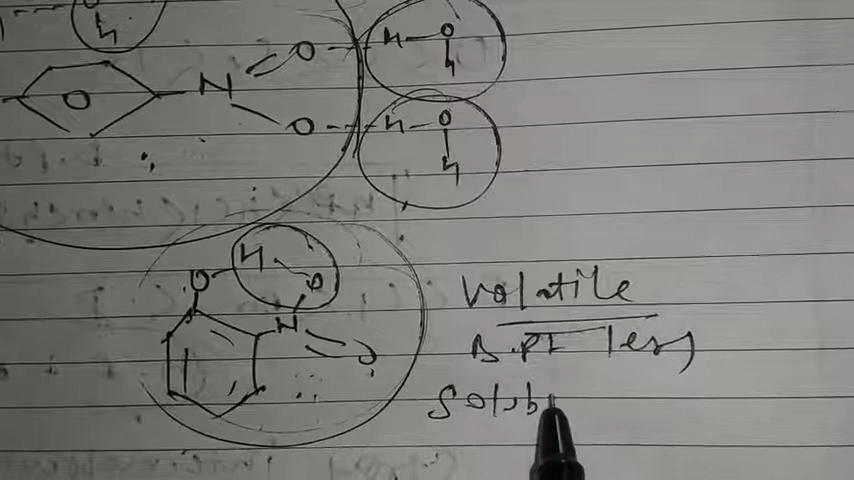 H
O H-O
N H
O
O H-O
H
H
O O Volatile
N B.pt less
O
Solub